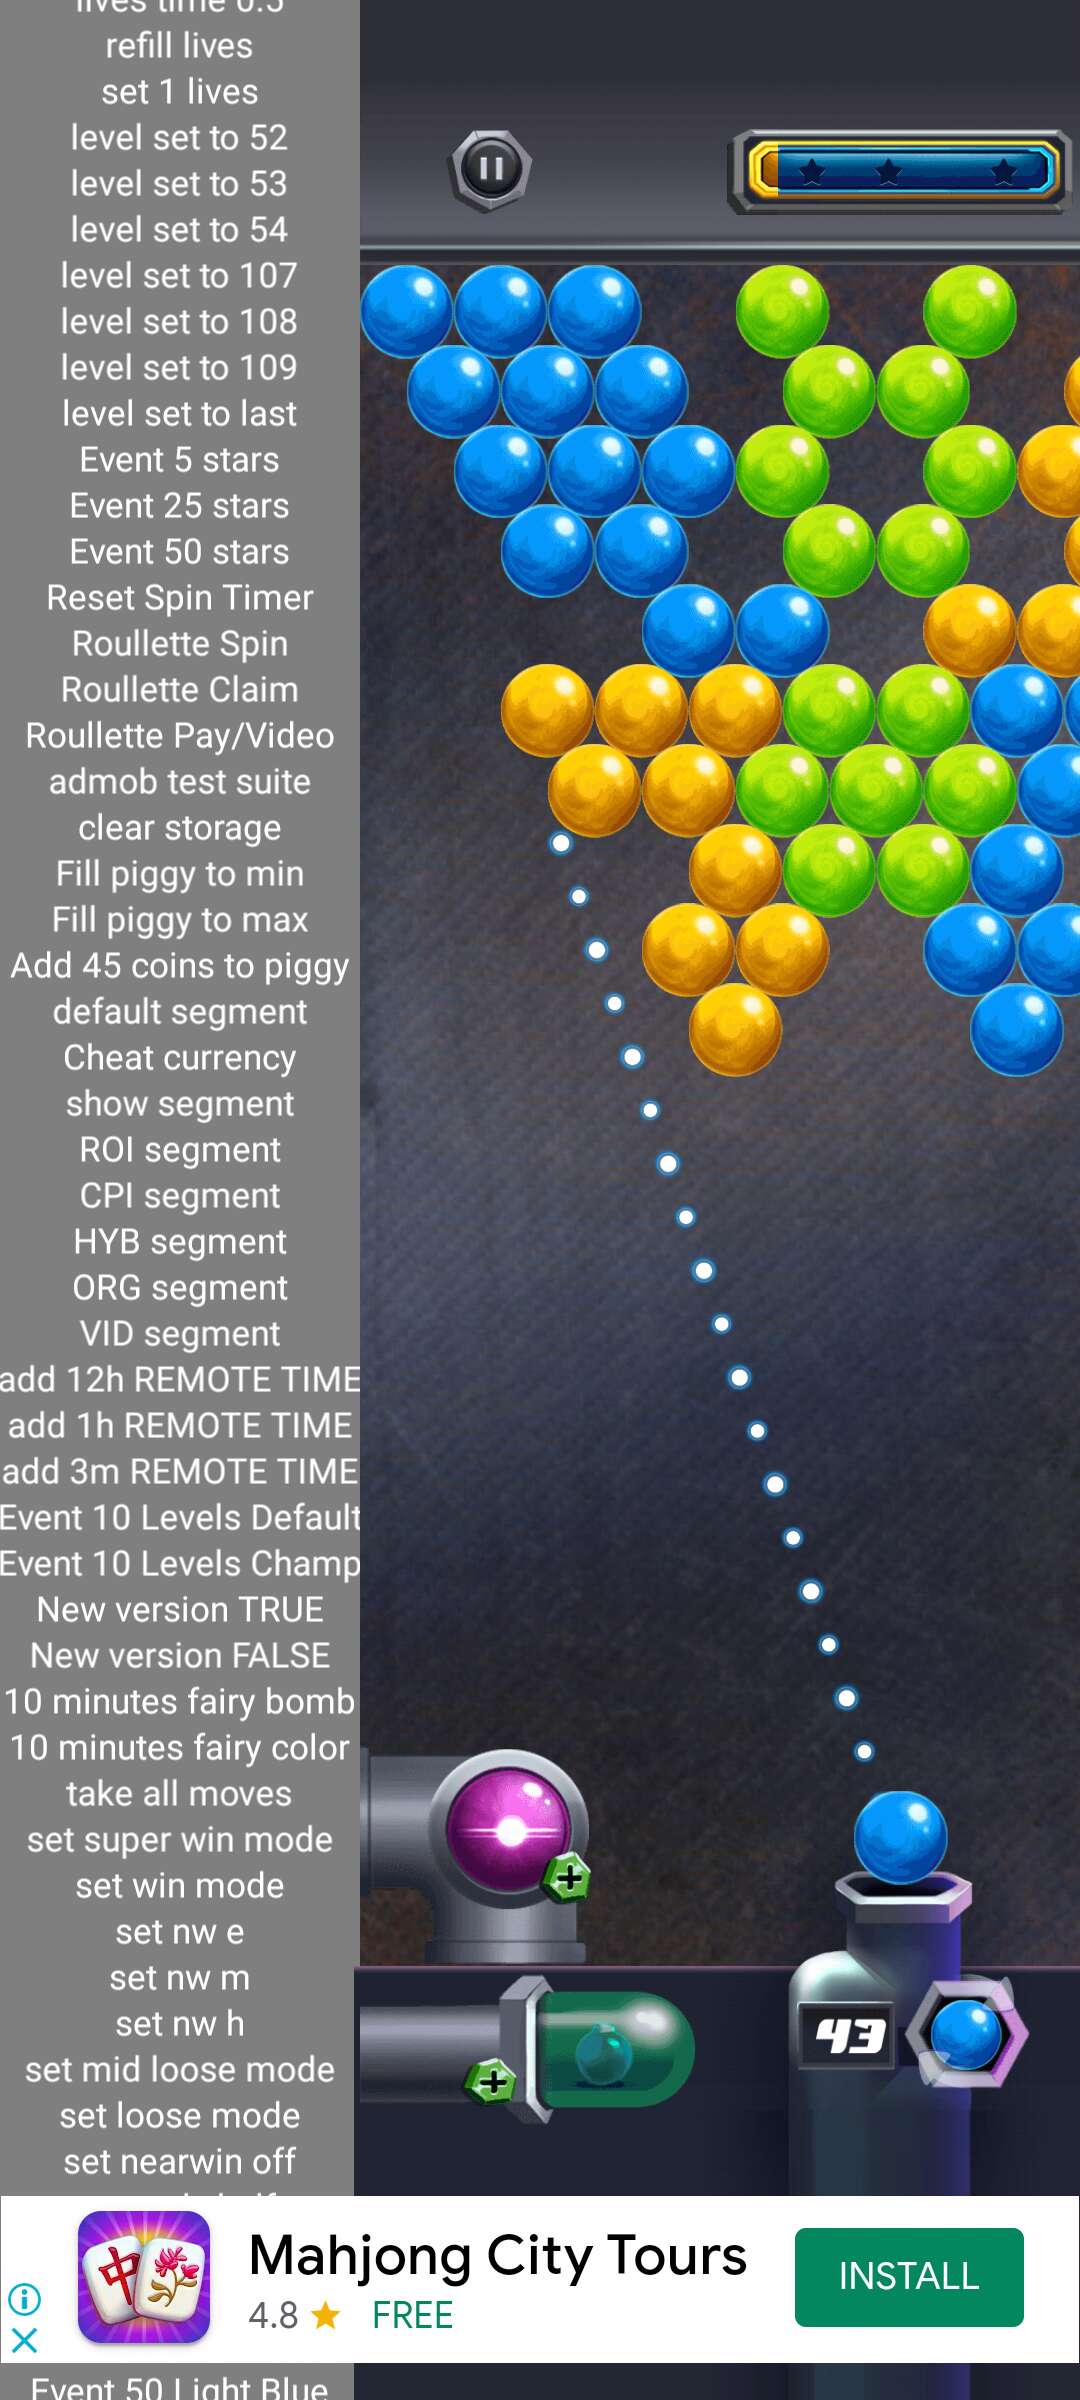 lives time 0.5
refill lives
set 1 lives
level set to 52
level set to 53
level set to 54
level set to 107
level set to 108
level set to 109
level set to last
Event 5 stars
Event 25 stars
Event 50 stars
Reset Spin Timer
Roullette Spin
Roullette Claim
Roullette Pay/Video
admob test suite
clear storage
Fill piggy to min
Fill piggy to max
Add 45 coins to piggy
default segment
Cheat currency
show segment
ROI segment
CPI segment
HYB segment
ORG segment
VID segment
add 12h REMOTE TIME
add 1h REMOTE TIME
add 3m REMOTE TIME
Event 10 Levels Default
Event 10 Levels Champ
New version TRUE
New version FALSE
10 minutes fairy bomb
10 minutes fairy color
take all moves
set super win mode
set win mode
set nw e
set nw m
set nw h
set mid loose mode
set loose mode
set nearwin off
43
Mahjong City Tours
4.8 ★ FREE
INSTALL
Event 50 Light Blue